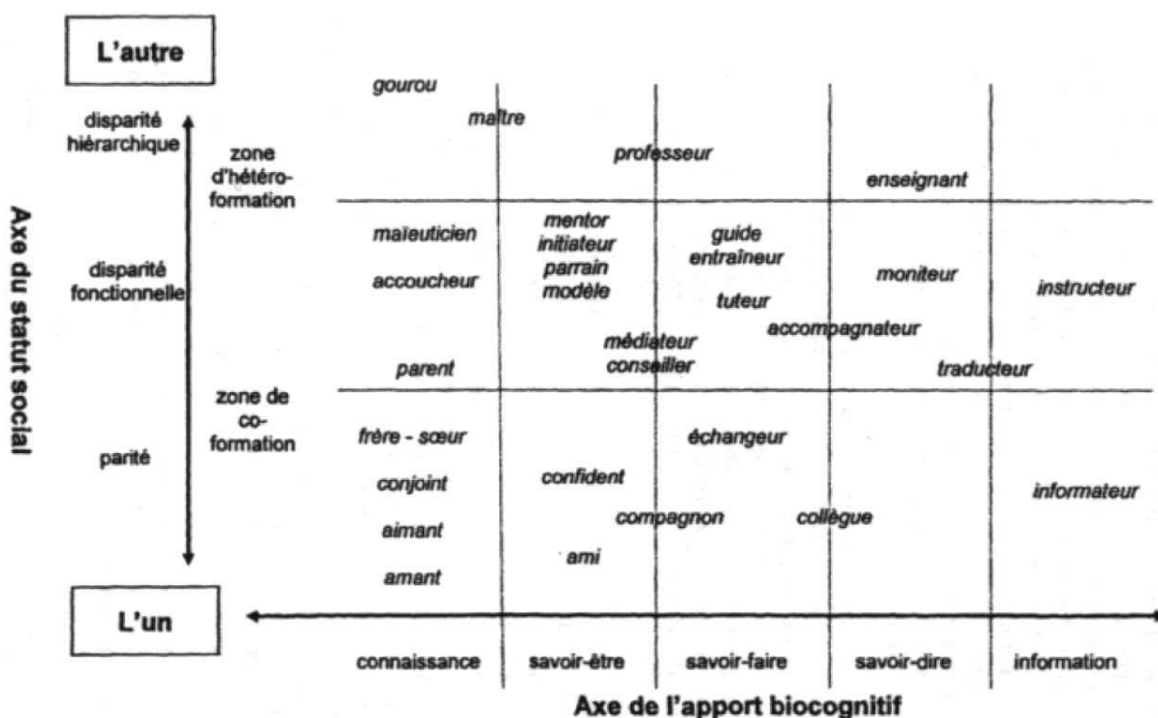 L'autre
gourou
maître
disparité
hiérarchique
zone
d'hétéro-
formation
professeur
enseignant
Axe du statut social
maïeuticien
mentor
initiateur
parrain
modèle
guide
entraîneur
disparité
fonctionnelle
accoucheur
tuteur
moniteur
instructeur
accompagnateur
médiateur
conseiller
parent
traducteur
zone de
co-
formation
parité
frère - sœur
échangeur
conjoint
confident
informateur
aimant
compagnon
collègue
amant
ami
L'un
connaissance
savoir-être
savoir-faire
savoir-dire
information
Axe de l'apport biocognitif